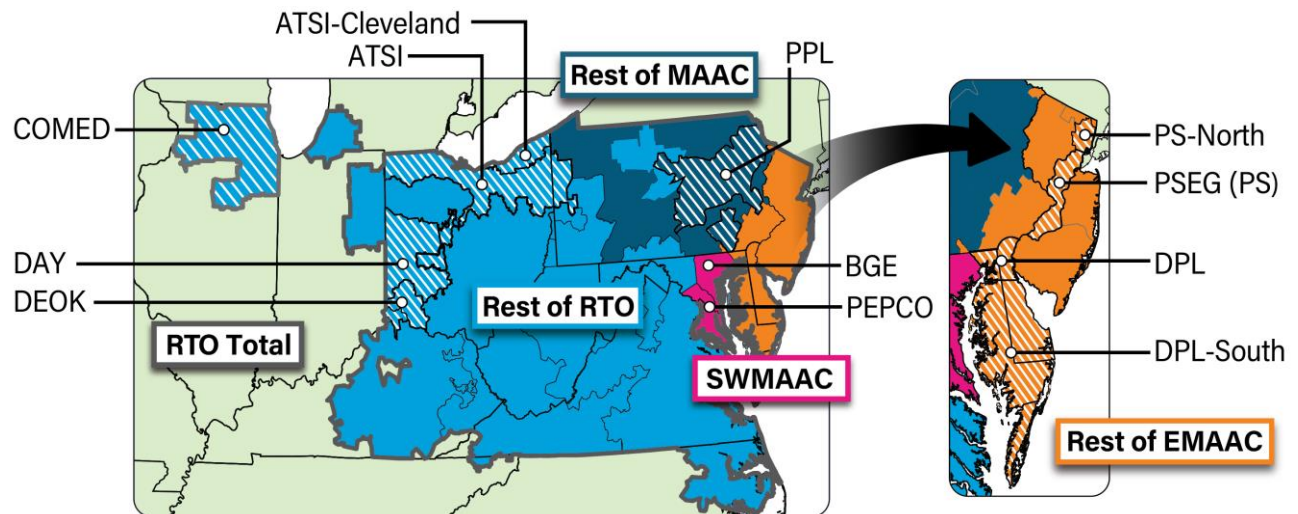 ATSI-Cleveland
ATSI
Rest of MAAC
PPL
COMED
PS-North
PSEG (PS)
DAY
BGE
DPL
DEOK
Rest of RTO
PEPCO
RTO Total
SWMAAC
DPL-South
Rest of EMAAC